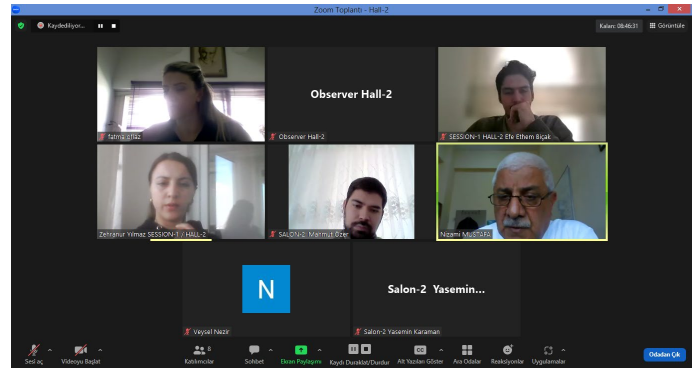 Zoom Toplantı - Hall-2
Kaydediliyor...
Kalan: 06:46:31
Görüntüle
fatma
Observer Hall-2
Observer Hall-2
SESSION-1 HALL-2 Efe Ethem Bıçak
Zehranur Yılmaz SESSION-1 / HALL-2
SALON-2. Mahmut Özer
Nizami MUSTAFA
N
Veysel Nezir
Salon-2 Yasemin...
Salon-2 Yasemin Karaman
Sesi aç
Videoyu Başlat
8
Katılımcılar
Sohbet
Ekran Paylaşımı
Kaydı Duraklat/Durdur
CC
Alt Yazıları Göster
Ara Odalar
Reaksiyonlar
Uygulamalar
Odadan Çık